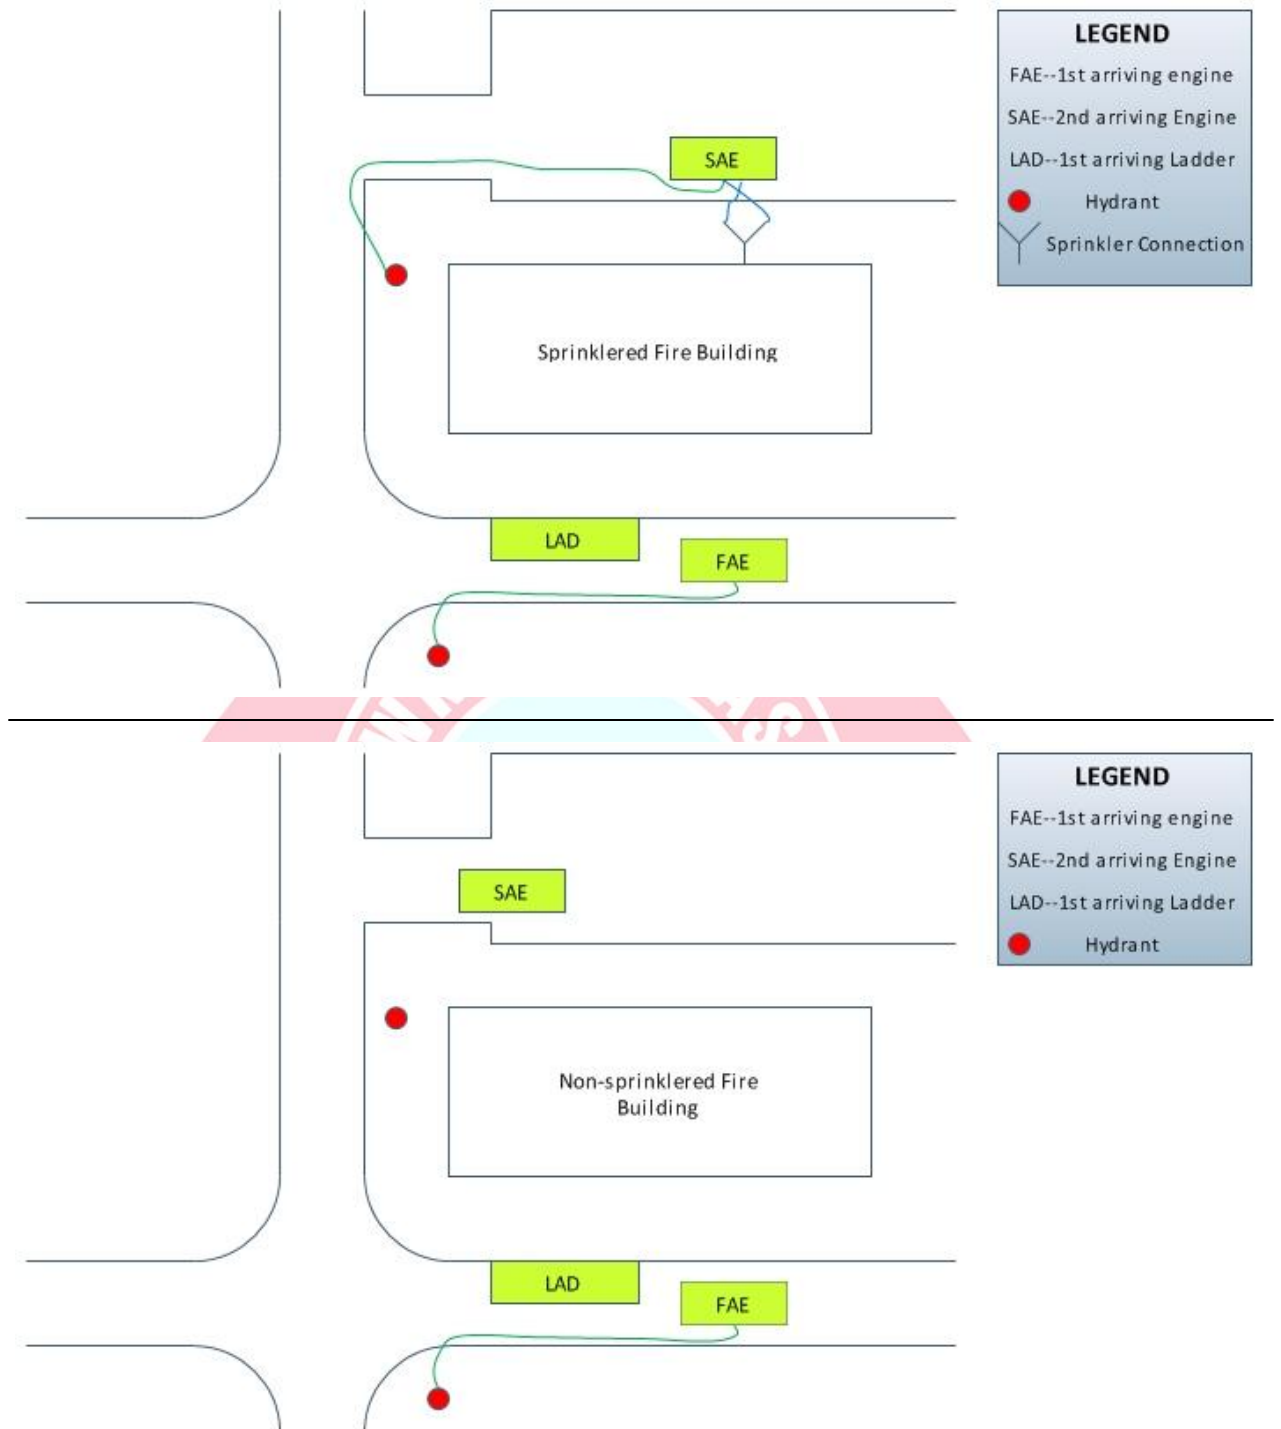 LEGEND
FAE--1st arriving engine
SAE--2nd arriving Engine
LAD--1st arriving Ladder
Hydrant
Sprinkler Connection
SAE
Sprinklered Fire Building
LAD
FAE
LEGEND
FAE--1st arriving engine
SAE--2nd arriving Engine
LAD--1st arriving Ladder
Hydrant
SAE
Non-sprinklered Fire
Building
LAD
FAE